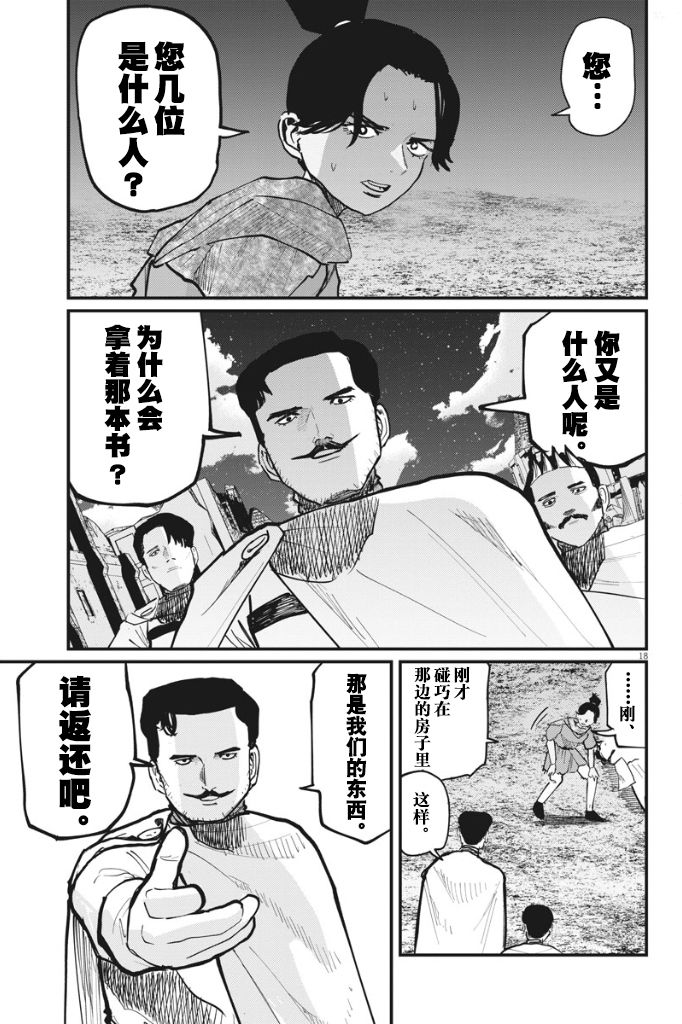 您…
您几位
是什么人？
你又是
什么人呢。
为什么会
拿着那本书？
18
……刚、
刚才
碰巧在
那边的房子里
这样。
那是我们的东西。
请返还吧。